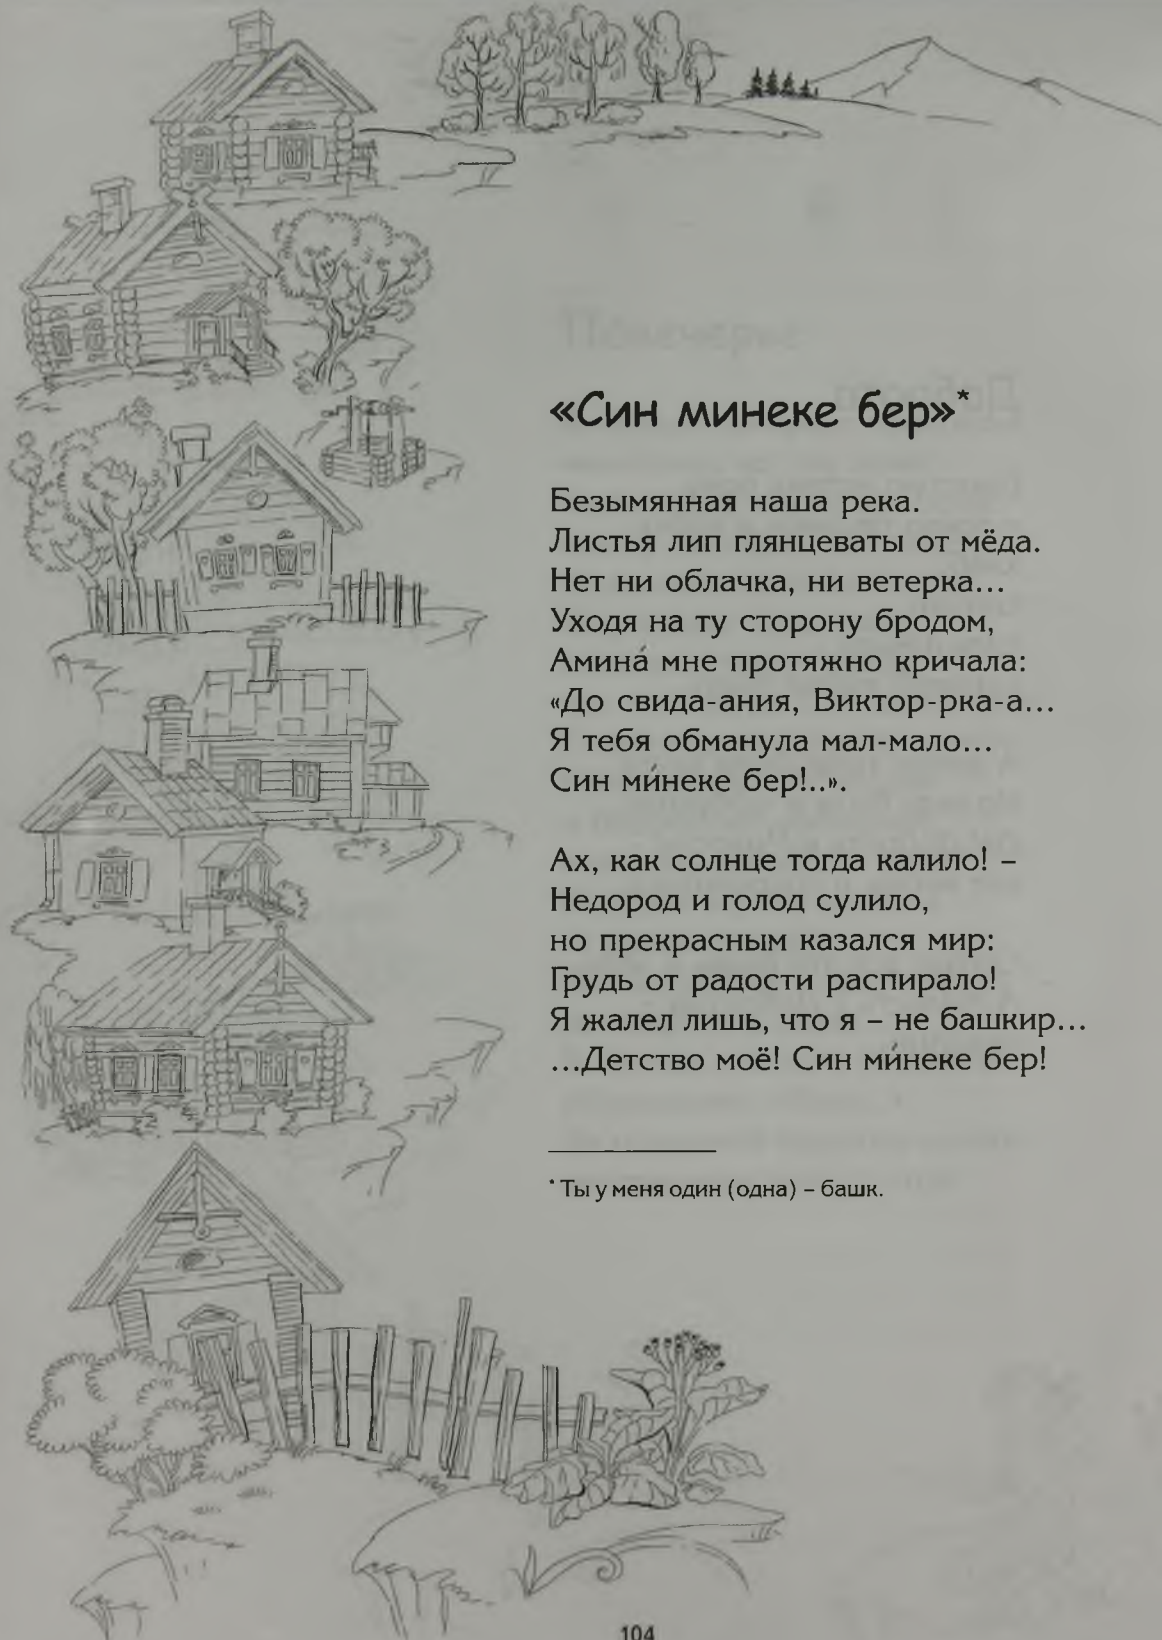 «Син минеке бер»*
Безымянная наша река.
Листья лип глянцеваты от мёда.
Нет ни облачка, ни ветерка...
Уходя на ту сторону бродом,
Амина́ мне протяжно кричала:
«До свида-ания, Виктор-рка-а...
Я тебя обманула мал-мало...
Син ми́неке бер!..».
Ах, как солнце тогда калило! –
Недород и голод сулило,
но прекрасным казался мир:
Грудь от радости распирало!
Я жалел лишь, что я – не башкир...
...Детство моё! Син ми́неке бер!
* Ты у меня один (одна) – башк.
104